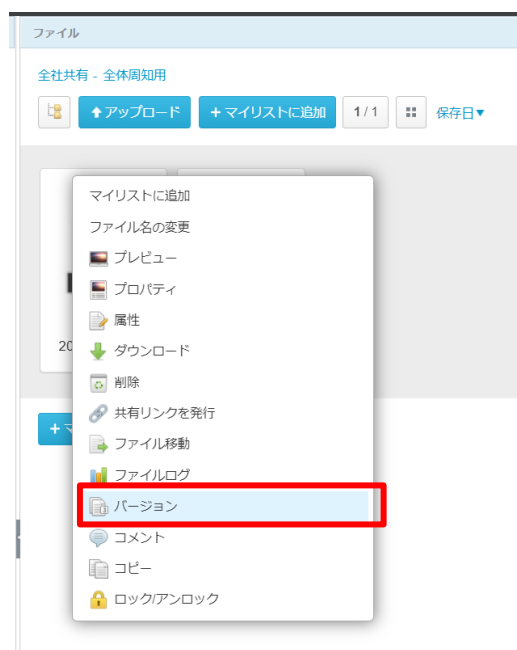 ファイル
全社共有 - 全体周知用
アップロード +マイリストに追加 1 / 1 保存日▼
マイリストに追加
ファイル名の変更
プレビュー
プロパティ
属性
20
ダウンロード
削除
共有リンクを発行
+マ
ファイル移動
ファイルログ
バージョン
コメント
コピー
ロック/アンロック